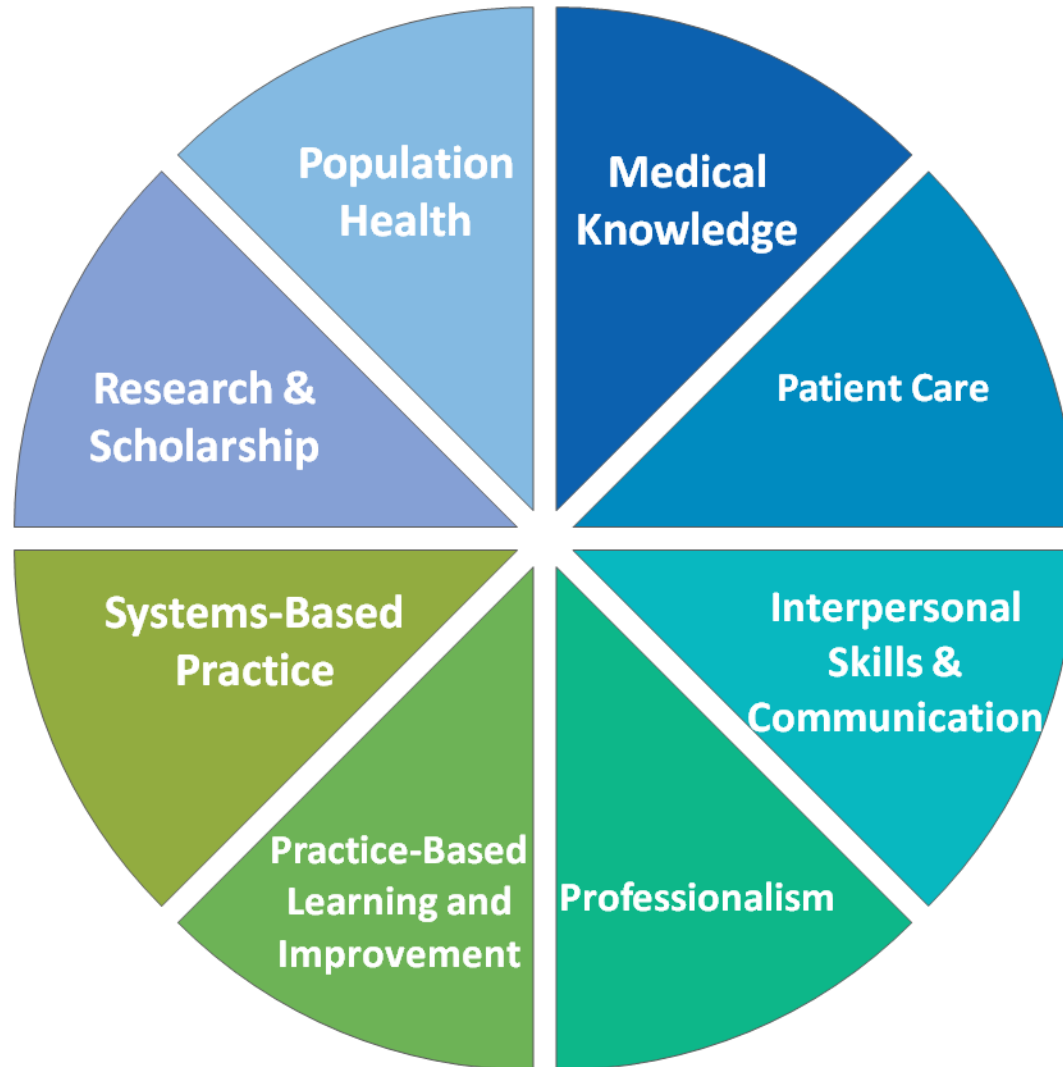 Population
Health
Medical
Knowledge
Patient Care
Interpersonal
Skills &
Communication
Professionalism
Practice-Based
Learning and
Improvement
Systems-Based
Practice
Research &
Scholarship